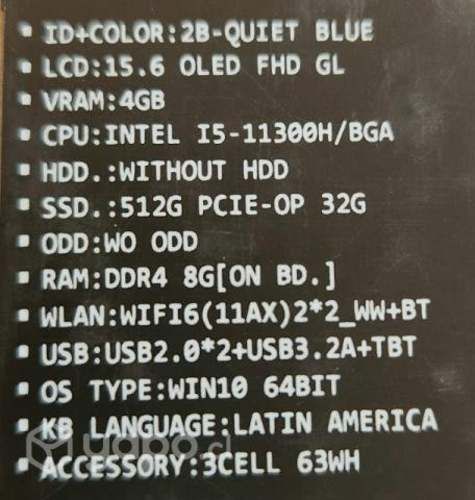 ▪ ID+COLOR:2B-QUIET BLUE
▪ LCD:15.6 OLED FHD GL
▪ VRAM:4GB
▪ CPU:INTEL I5-11300H/BGA
▪ HDD.:WITHOUT HDD
▪ SSD.:512G PCIE-OP 32G
▪ ODD:WO ODD
▪ RAM:DDR4 8G[ON BD.]
▪ WLAN:WIFI6(11AX)2*2_WW+BT
▪ USB:USB2.0*2+USB3.2A+TBT
▪ OS TYPE:WIN10 64BIT
▪ KB LANGUAGE:LATIN AMERICA
yapo.cl
▪ ACCESSORY:3CELL 63WH